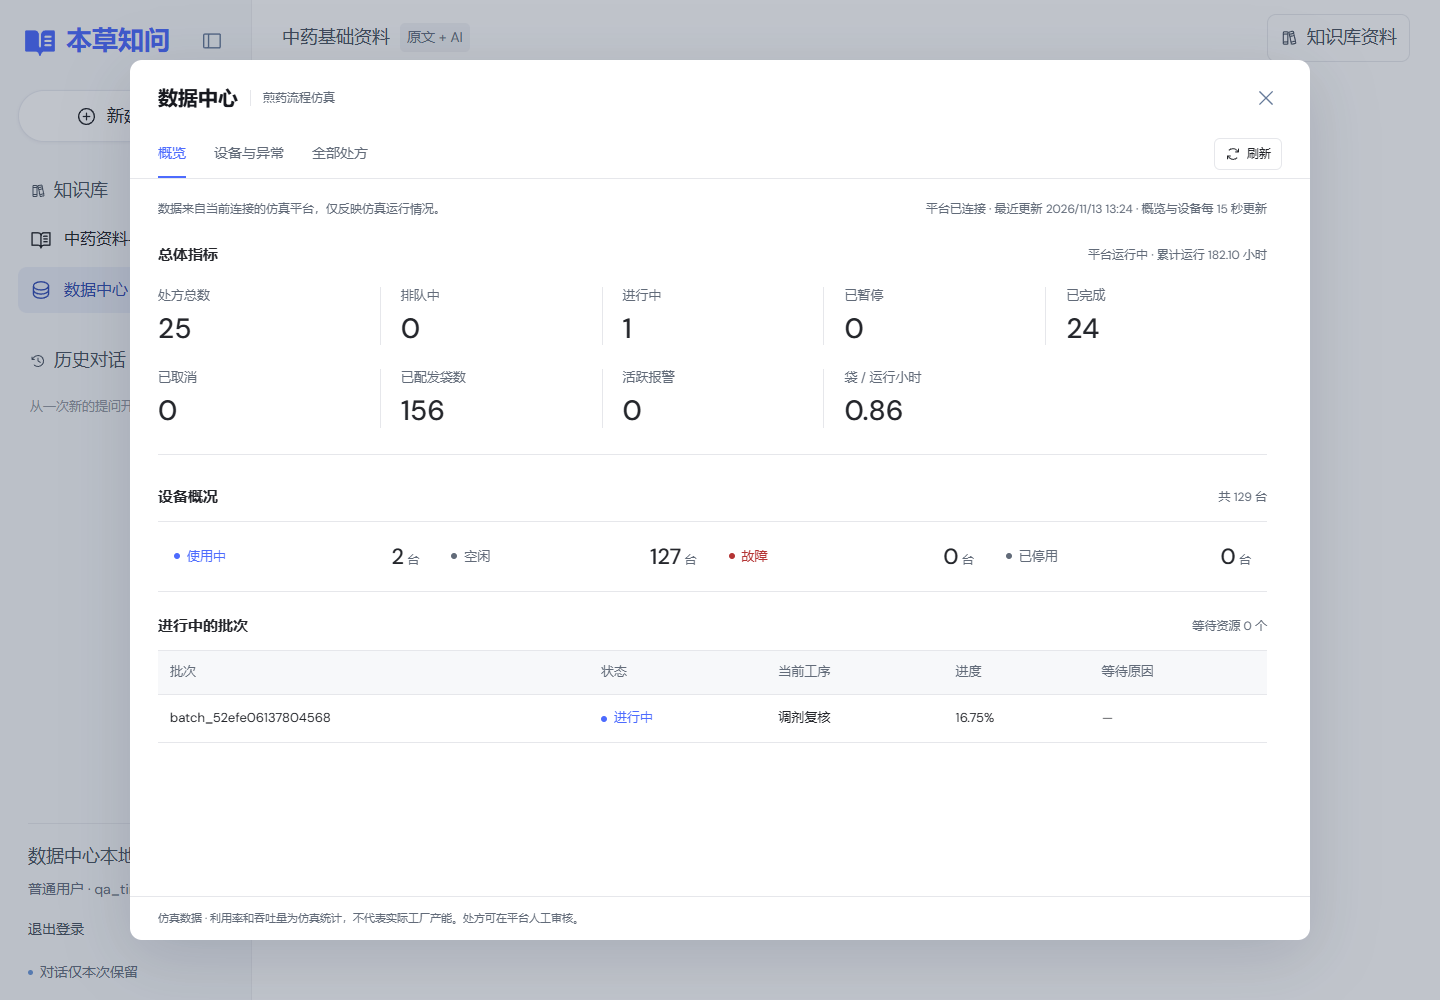 本草知问
中药基础资料
原文 + AI
知识库资料
新建
知识库
中药资料
数据中心
历史对话
从一次新的提问开
数据中心本地
普通用户 · qa_ti
退出登录
对话仅本次保留
数据中心
煎药流程仿真
概览
设备与异常
全部处方
刷新
数据来自当前连接的仿真平台，仅反映仿真运行情况。
平台已连接 · 最近更新 2026/11/13 13:24 · 概览与设备每 15 秒更新
总体指标
平台运行中 · 累计运行 182.10 小时
处方总数
25
排队中
0
进行中
1
已暂停
0
已完成
24
已取消
0
已配发袋数
156
活跃报警
0
袋 / 运行小时
0.86
设备概况
共 129 台
使用中
2 台
空闲
127 台
故障
0 台
已停用
0 台
进行中的批次
等待资源 0 个
批次 状态 当前工序 进度 等待原因
batch_52efe06137804568 进行中 调剂复核 16.75% —
仿真数据 · 利用率和吞吐量为仿真统计，不代表实际工厂产能。处方可在平台人工审核。